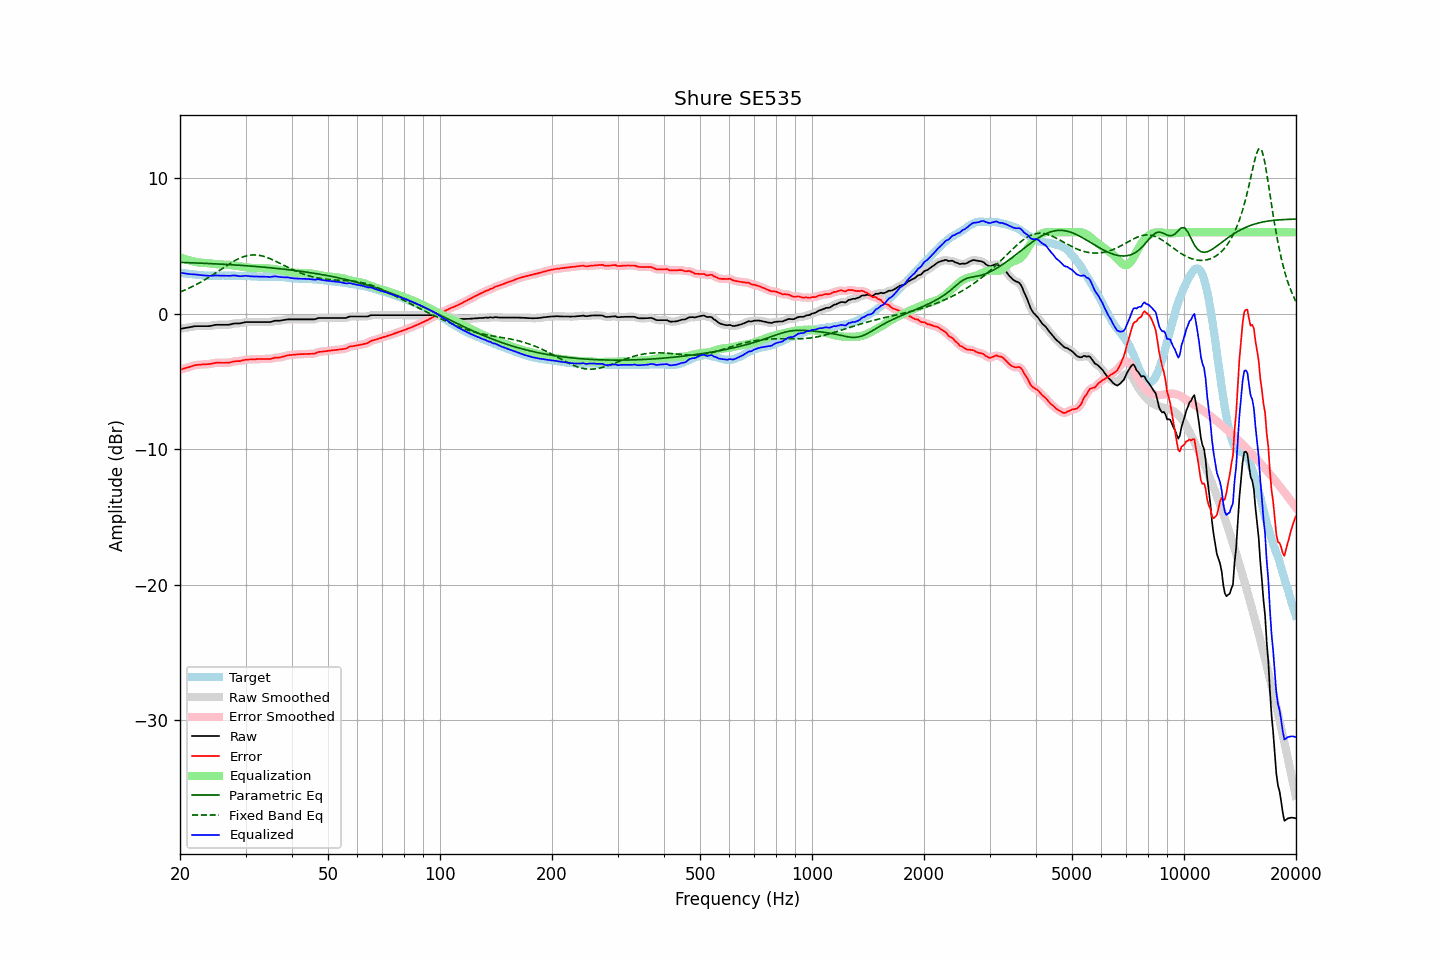 Shure SE535
Amplitude (dBr)
10
0
−10
−20
−30
Target
Raw Smoothed
Error Smoothed
Raw
Error
Equalization
Parametric Eq
Fixed Band Eq
Equalized
20 50 100 200 500 1000 2000 5000 10000 20000
Frequency (Hz)